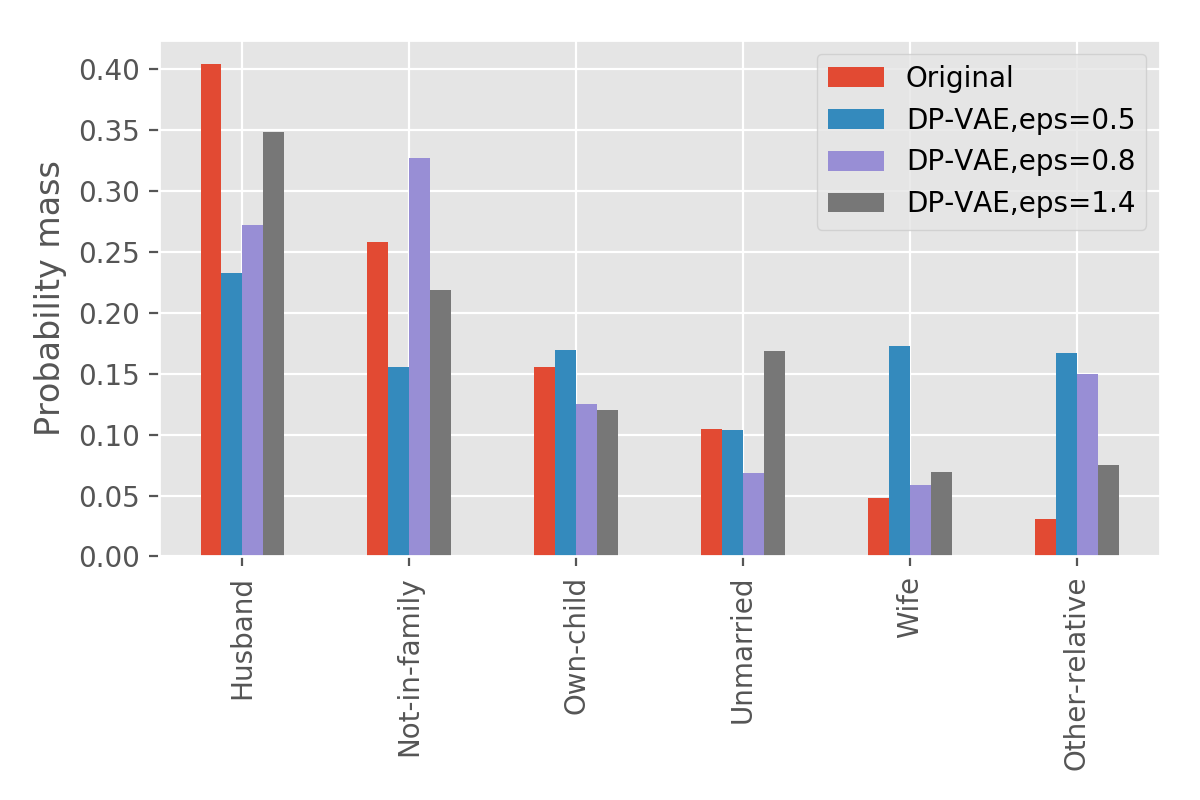 Probability mass
0.40
0.35
0.30
0.25
0.20
0.15
0.10
0.05
0.00
Original
DP-VAE,eps=0.5
DP-VAE,eps=0.8
DP-VAE,eps=1.4
Husband
Not-in-family
Own-child
Unmarried
Wife
Other-relative